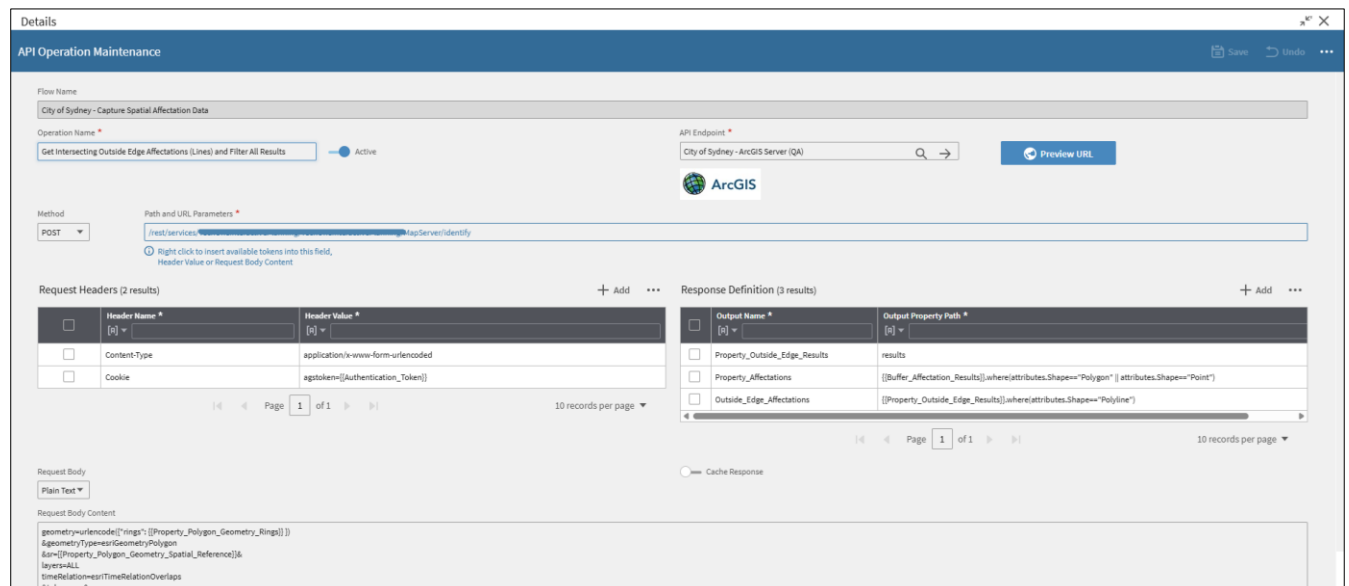 Details
API Operation Maintenance
Save Undo
Flow Name
City of Sydney - Capture Spatial Affectation Data
Operation Name *
API Endpoint *
Get Intersecting Outside Edge Affectations (Lines) and Filter All Results
Active
City of Sydney - ArcGIS Server (QA)
Preview URL
ArcGIS
Method
Path and URL Parameters *
POST
/rest/services/
MapServer/identify
Right click to insert available tokens into this field,
Header Value or Request Body Content
Request Headers (2 results)
+ Add
Header Name *
Header Value *
[R]
[R]
Content-Type
application/x-www-form-urlencoded
Cookie
agstoken={{Authentication_Token}}
Page 1 of 1
10 records per page
Response Definition (3 results)
+ Add
Output Name *
Output Property Path *
[R]
[R]
Property_Outside_Edge_Results
results
Property_Affectations
{{Buffer_Affectation_Results}}.where(attributes.Shape=="Polygon" || attributes.Shape=="Point")
Outside_Edge_Affectations
{{Property_Outside_Edge_Results}}.where(attributes.Shape=="Polyline")
Page 1 of 1
10 records per page
Request Body
Cache Response
Plain Text
Request Body Content
geometry=urlencode({"rings": {{Property_Polygon_Geometry_Rings}} })
&geometryType=esriGeometryPolygon
&sr={{Property_Polygon_Geometry_Spatial_Reference}}&
layers=ALL
timeRelation=esriTimeRelationOverlaps